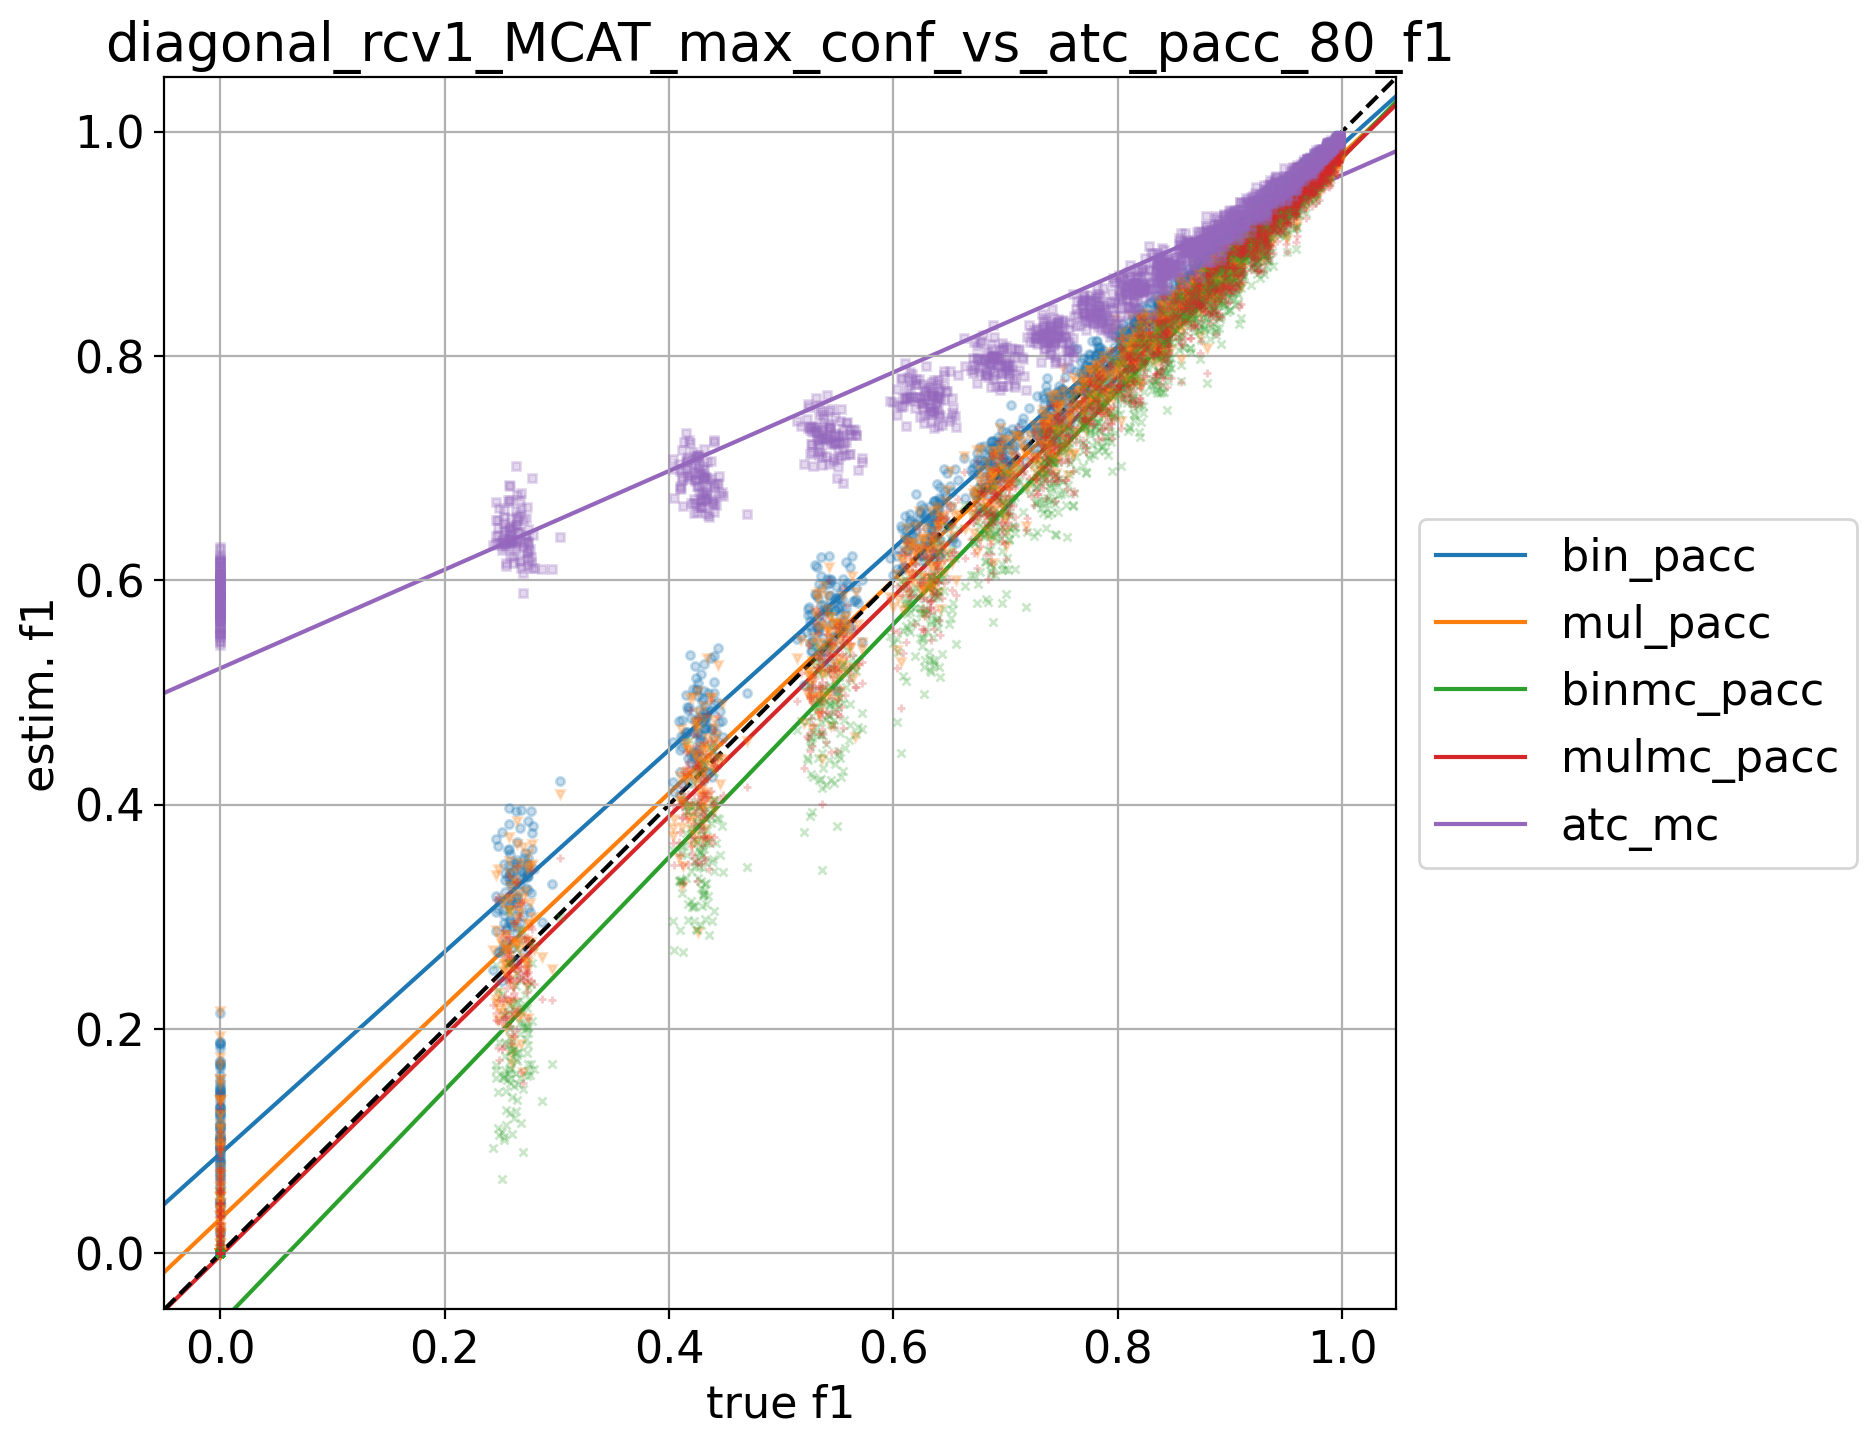 diagonal_rcv1_MCAT_max_conf_vs_atc_pacc_80_f1
estim. f1
1.0
0.8
0.6
0.4
0.2
0.0
0.0 0.2 0.4 0.6 0.8 1.0
true f1
bin_pacc
mul_pacc
binmc_pacc
mulmc_pacc
atc_mc